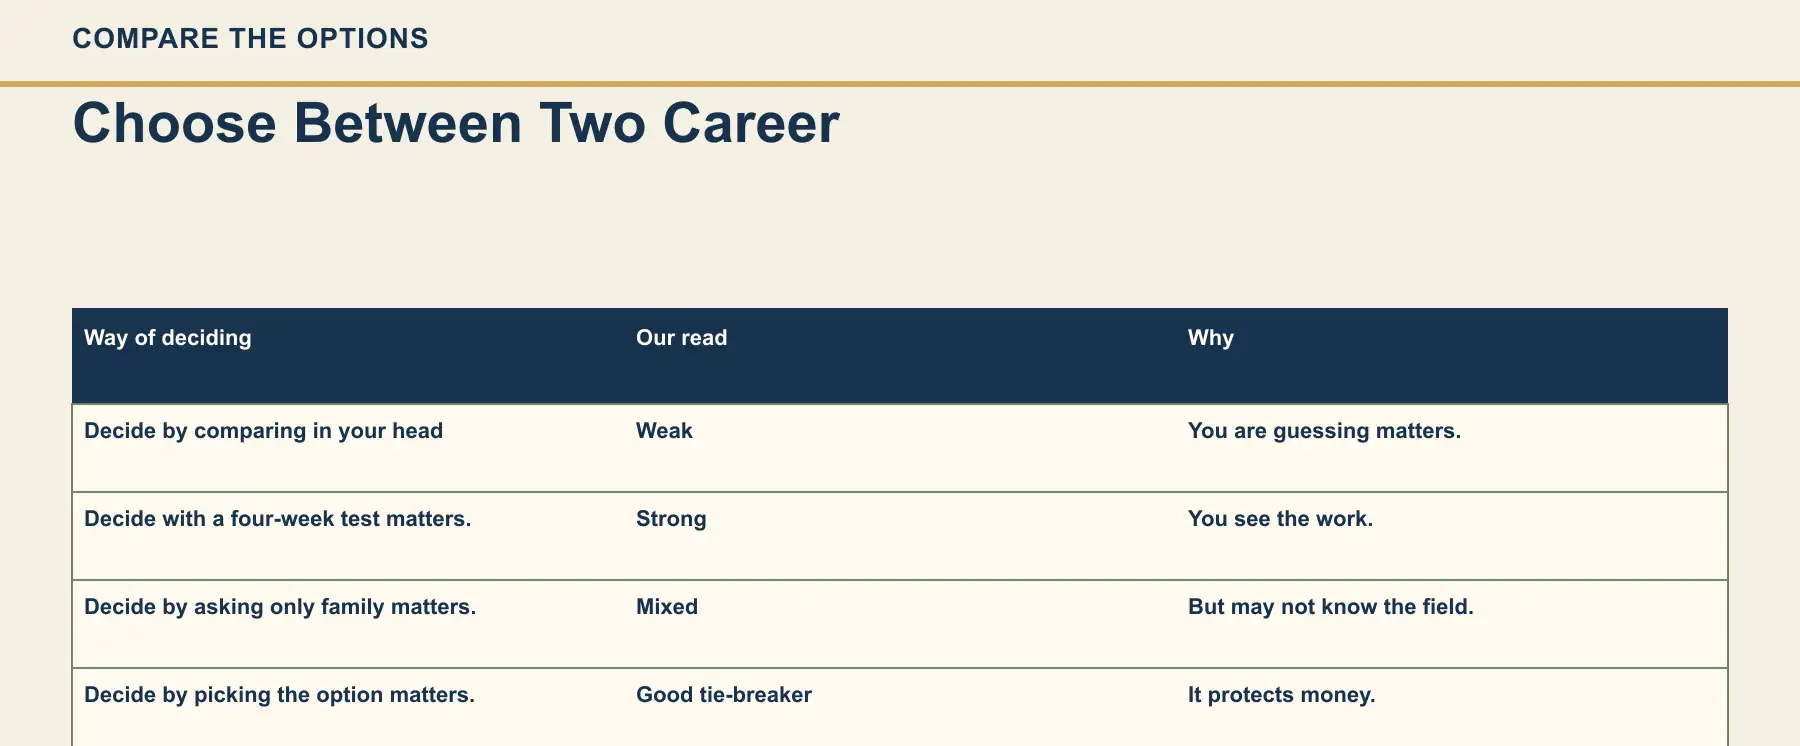 COMPARE THE OPTIONS
Choose Between Two Career
Way of deciding Our read Why
Decide by comparing in your head Weak You are guessing matters.
Decide with a four-week test matters. Strong You see the work.
Decide by asking only family matters. Mixed But may not know the field.
Decide by picking the option matters. Good tie-breaker It protects money.